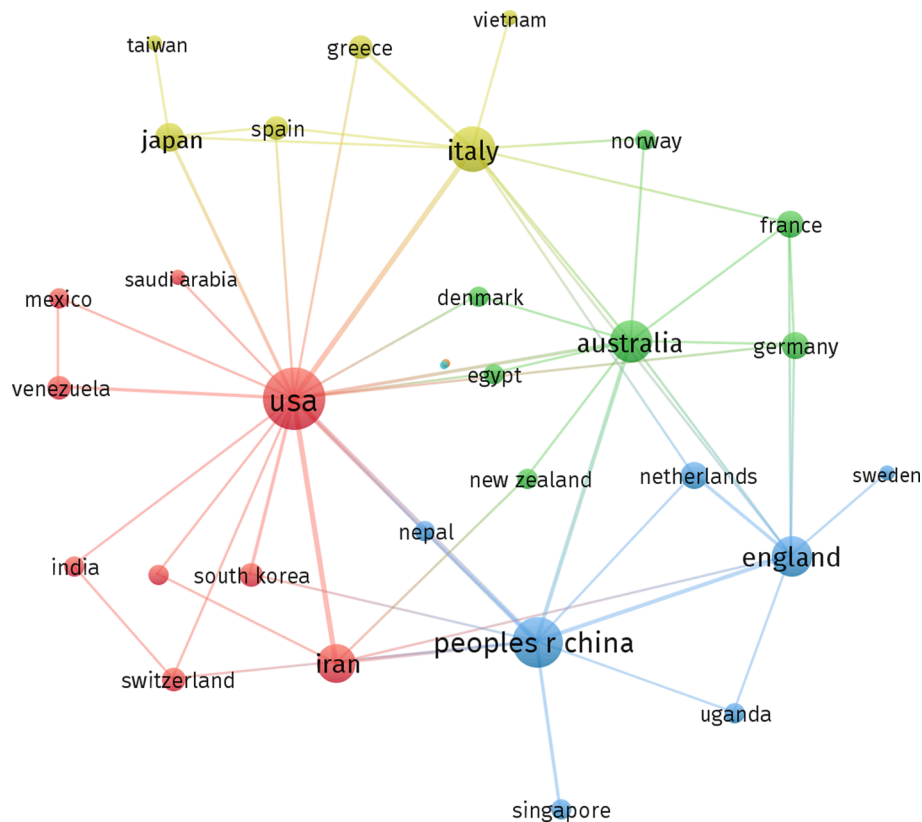 vietnam
taiwan
greece
japan
spain
italy
norway
france
saudi arabia
mexico
denmark
australia
germany
venezuela
egypt
usa
new zealand
netherlands
sweden
nepal
england
india
south korea
peoples r china
iran
switzerland
uganda
singapore